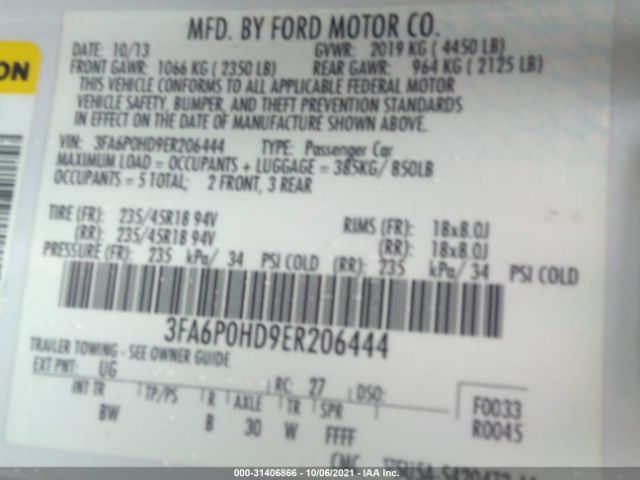 MFD. BY FORD MOTOR CO.
DATE: 10/13 GVWR: 2019 KG ( 4450 LB)
FRONT GAWR: 1066 KG ( 2350 LB) REAR GAWR: 964 KG ( 2125 LB)
THIS VEHICLE CONFORMS TO ALL APPLICABLE FEDERAL MOTOR
VEHICLE SAFETY, BUMPER, AND THEFT PREVENTION STANDARDS
IN EFFECT ON THE DATE OF MANUFACTURE SHOWN ABOVE.
VIN: 3FA6P0HD9ER206444 TYPE: Passenger Car
MAXIMUM LOAD = OCCUPANTS + LUGGAGE = 385KG/ 850LB
OCCUPANTS = 5 TOTAL; 2 FRONT, 3 REAR
TIRE (FR): 235/45R18 94V RIMS (FR): 18x8.0J
(RR): 235/45R18 94V (RR): 18x8.0J
PRESSURE (FR): 235 kPa/ 34 PSI COLD (RR): 235 kPa/ 34 PSI COLD
3FA6P0HD9ER206444
TRAILER TOWING - SEE OWNER GUIDE
EXT PNT: UG RC: 27 DSO:
INT TR TP/PS R AXLE TR SPR F0033
BW B 30 W FFFF R0045
ION
000-31406866 - 10/06/2021 - IAA Inc.